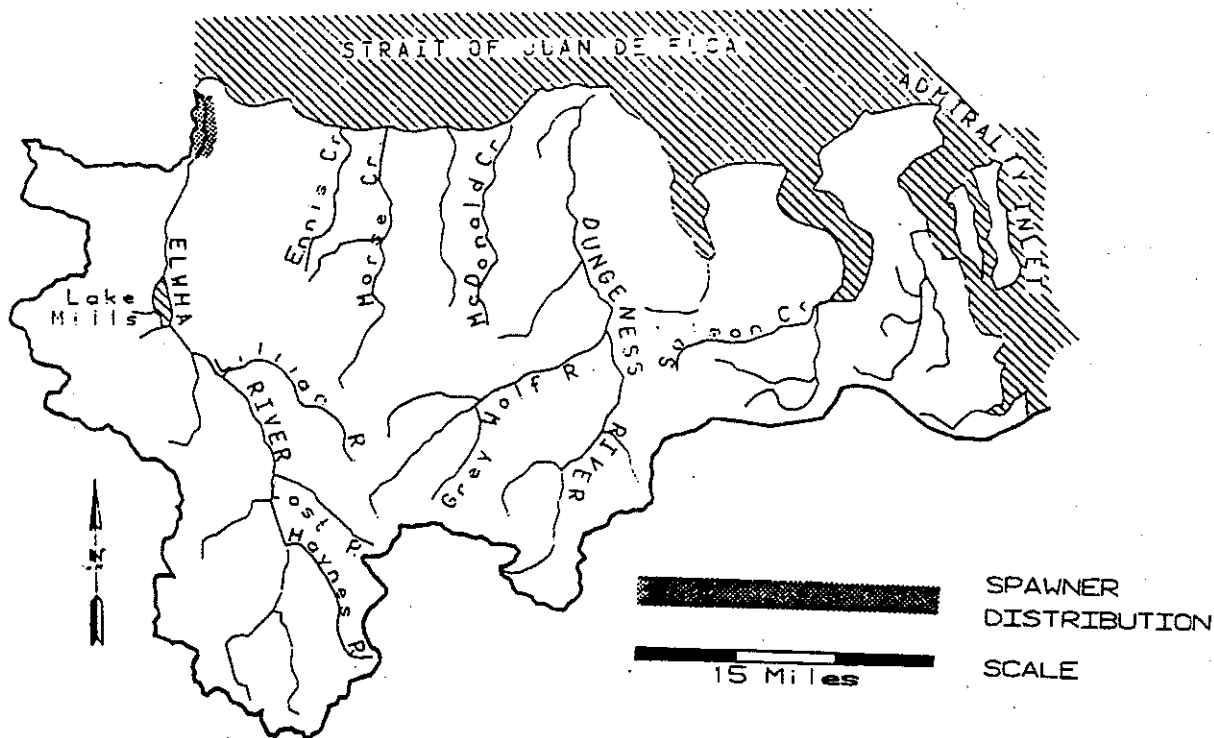 STRAIT OF JUAN DE FUCA
ADMIRALTY INLET
Ennis Cr
Morse Cr
McDonald Cr
ELWHA
RIVER
Lake
Mills
DUNGENESS
RIVER
Cr
Grey Wolf R.
R
Lost R.
Haynes R
N
SPAWNER
DISTRIBUTION
SCALE
15 Miles